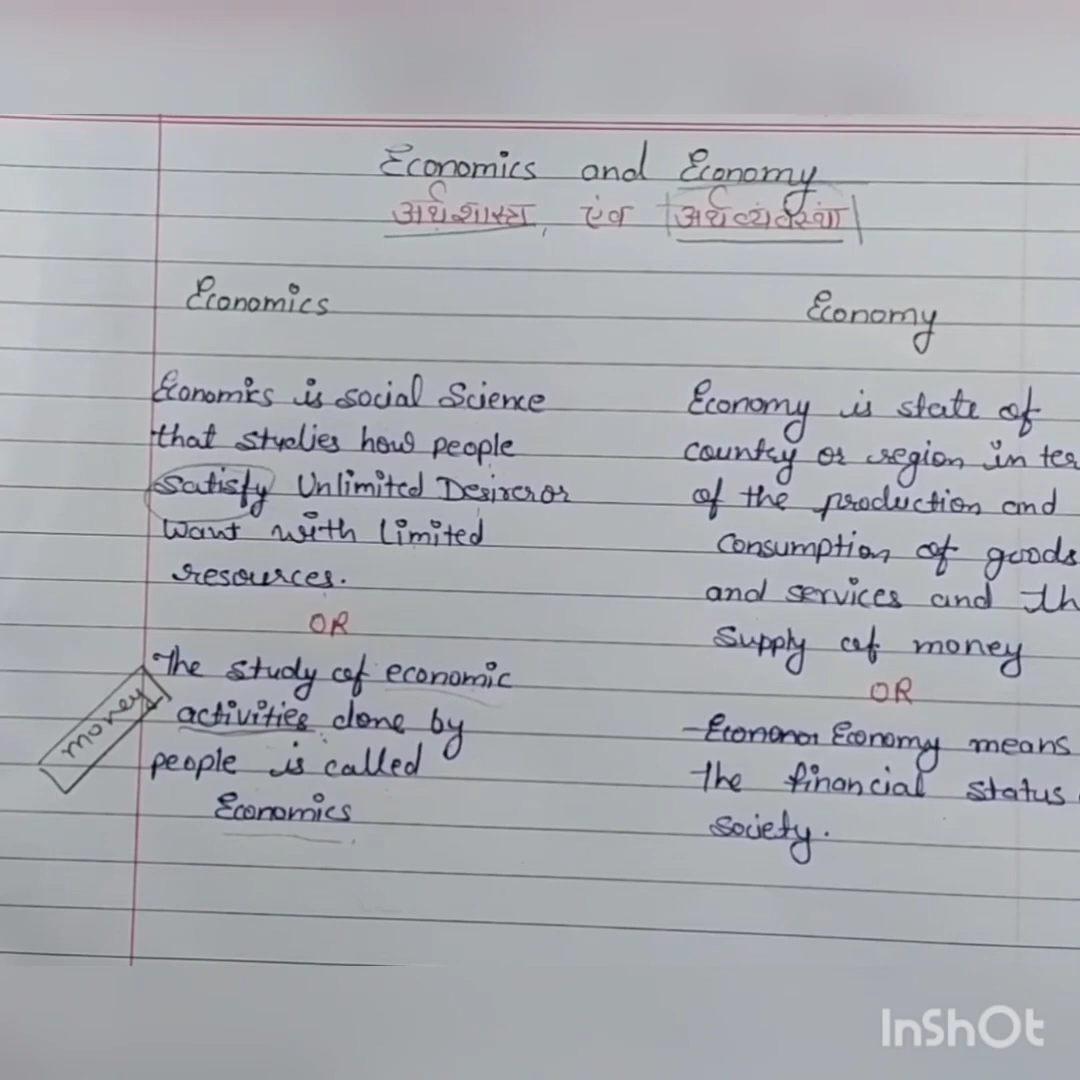 Economics and Economy
अर्थशास्त्र, एंव अर्थव्यंवस्था
Economics
Economics is social Science
that studies how people
satisfy Unlimited Desire or
want with limited
resources.
OR
The study of economic
activities done by
people is called
Economics
money
Economy
Economy is state of
country or region in ter
of the production and
consumption of goods
and services and th
supply of money
OR
Economy means
the financial status
society.
InShOt